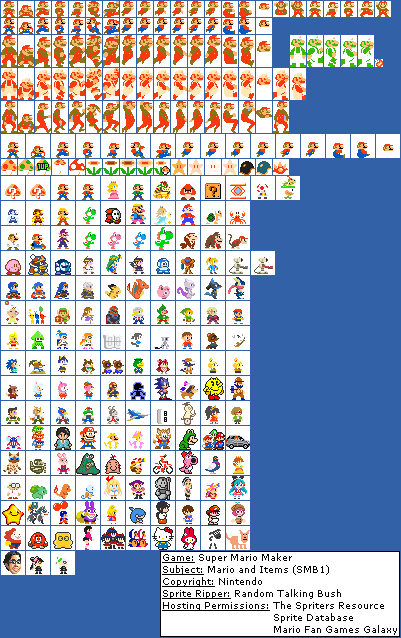 Game: Super Mario Maker
Subject: Mario and Items (SMB1)
Copyright: Nintendo
Sprite Ripper: Random Talking Bush
Hosting Permissions: The Spriters Resource
Sprite Database
Mario Fan Games Galaxy